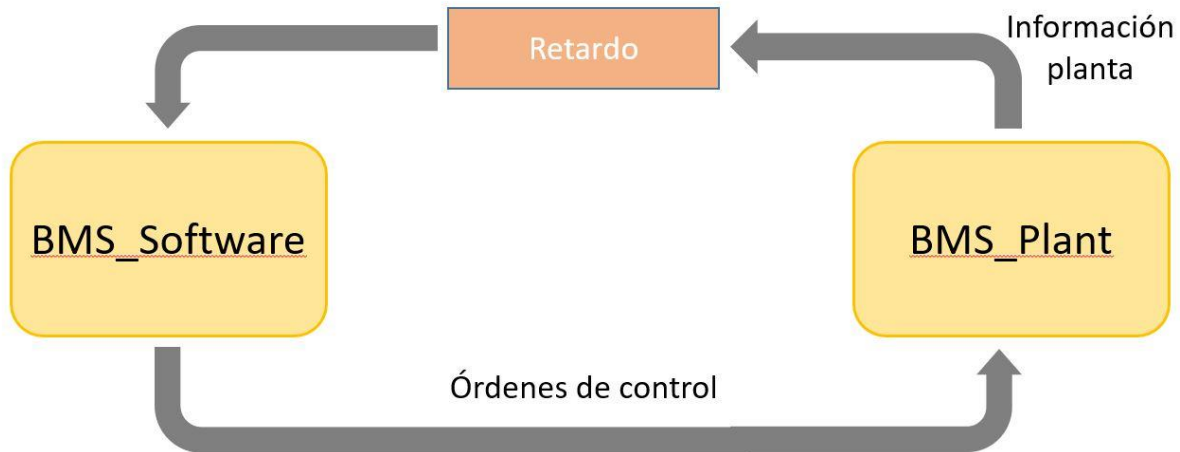 Retardo
Información
planta
BMS_Software
BMS_Plant
Órdenes de control